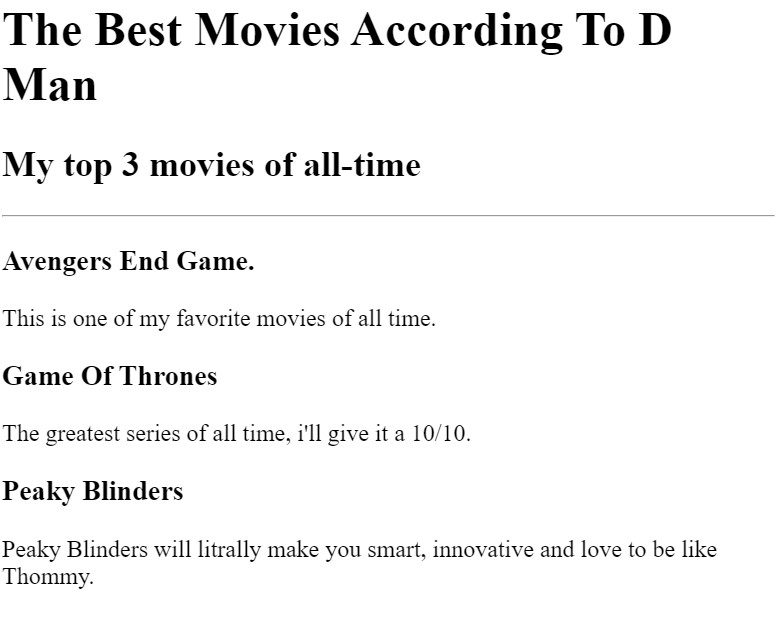 The Best Movies According To D
Man
My top 3 movies of all-time
Avengers End Game.
This is one of my favorite movies of all time.
Game Of Thrones
The greatest series of all time, i'll give it a 10/10.
Peaky Blinders
Peaky Blinders will litrally make you smart, innovative and love to be like
Thommy.